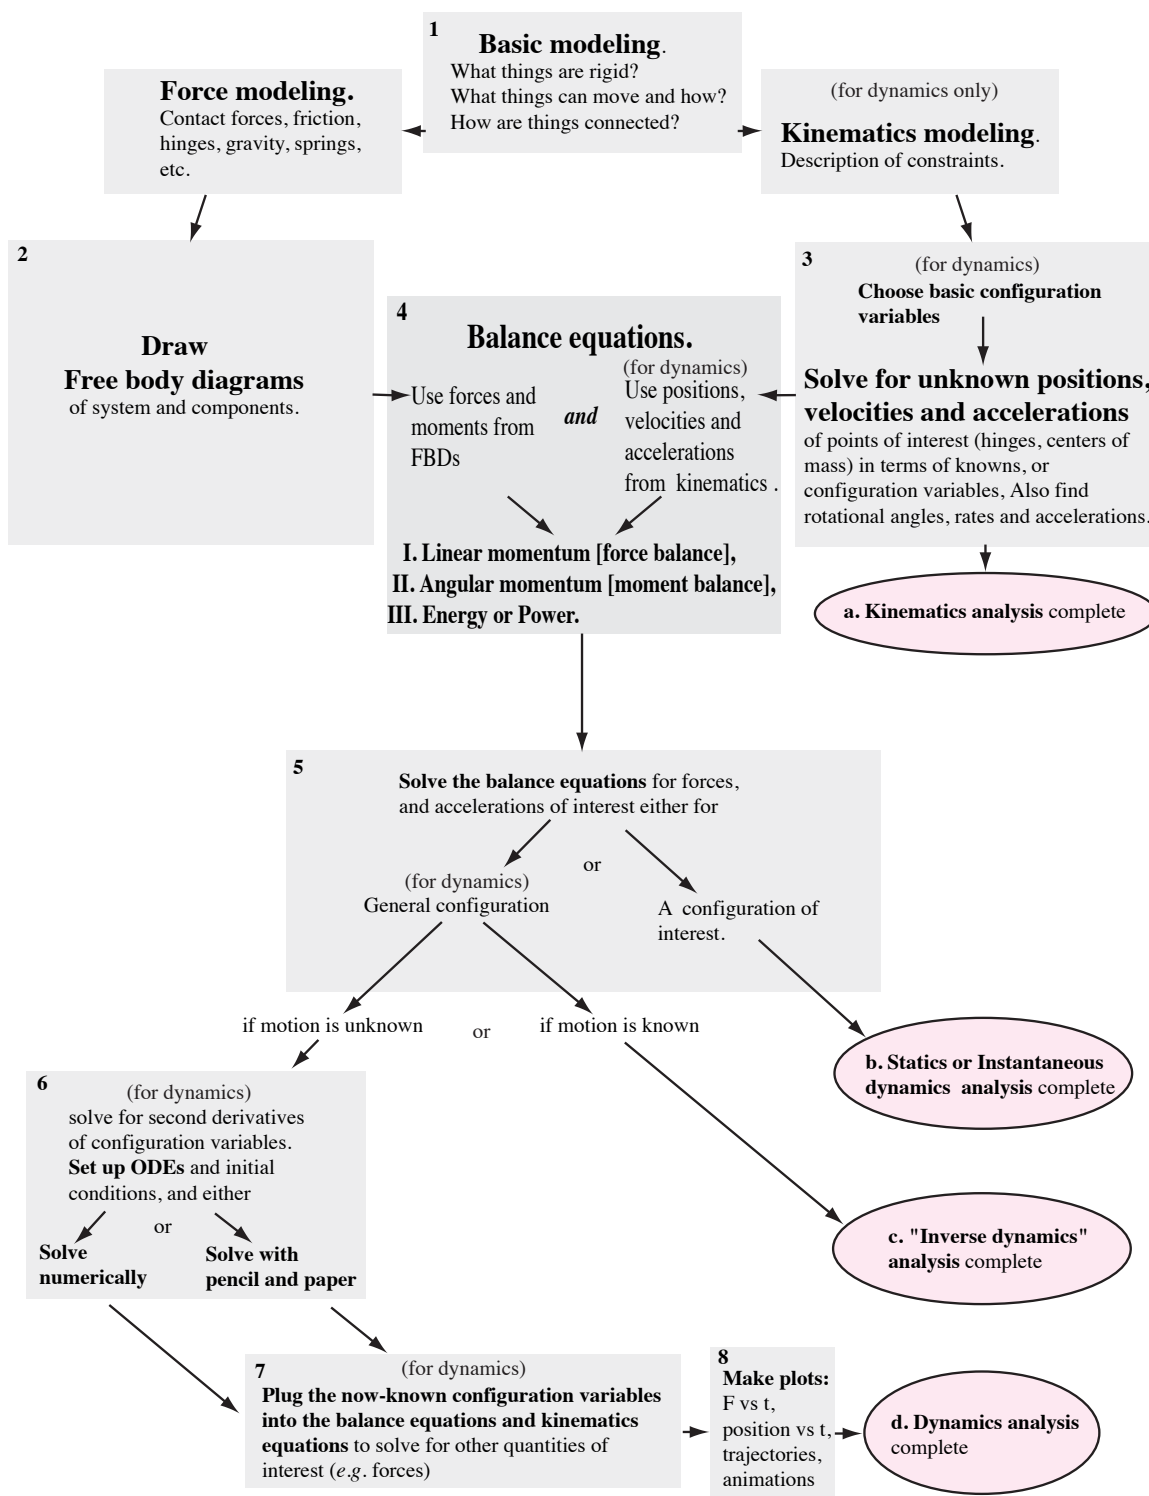 1
Basic modeling.
What things are rigid?
What things can move and how?
How are things connected?
Force modeling.
Contact forces, friction,
hinges, gravity, springs,
etc.
(for dynamics only)
Kinematics modeling.
Description of constraints.
2
Draw
Free body diagrams
of system and components.
3
(for dynamics)
Choose basic configuration
variables
Solve for unknown positions,
velocities and accelerations
of points of interest (hinges, centers of
mass) in terms of knowns, or
configuration variables, Also find
rotational angles, rates and accelerations.
a. Kinematics analysis complete
4
Balance equations.
Use forces and
moments from
FBDs
and
(for dynamics)
Use positions,
velocities and
accelerations
from kinematics .
I. Linear momentum [force balance],
II. Angular momentum [moment balance],
III. Energy or Power.
5
Solve the balance equations for forces,
and accelerations of interest either for
or
(for dynamics)
General configuration
A configuration of
interest.
if motion is unknown
or
if motion is known
b. Statics or Instantaneous
dynamics analysis complete
6
(for dynamics)
solve for second derivatives
of configuration variables.
Set up ODEs and initial
conditions, and either
or
Solve
numerically
Solve with
pencil and paper
c. "Inverse dynamics"
analysis complete
7
(for dynamics)
Plug the now-known configuration variables
into the balance equations and kinematics
equations to solve for other quantities of
interest (e.g. forces)
8
Make plots:
F vs t,
position vs t,
trajectories,
animations
d. Dynamics analysis
complete